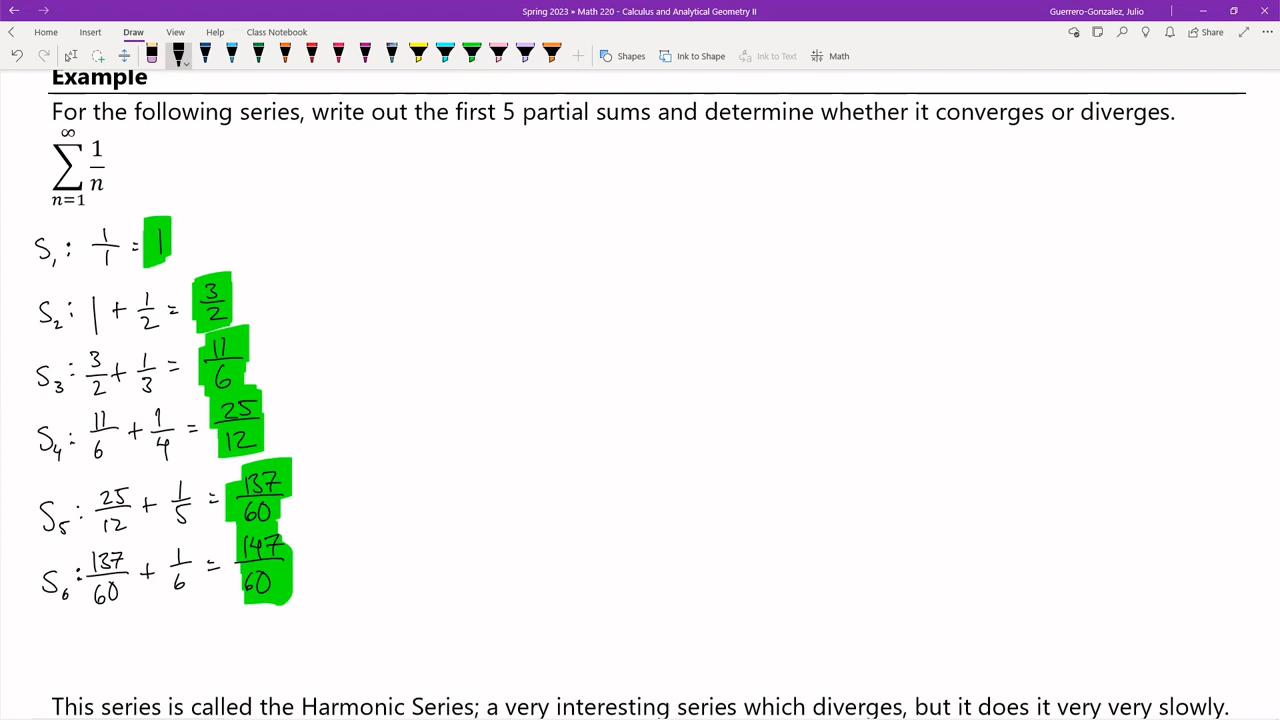 Spring 2023 » Math 220 - Calculus and Analytical Geometry II
Guerrero-Gonzalez, Julio
Home Insert Draw View Help Class Notebook
Share
Shapes Ink to Shape Ink to Text Math
Example
For the following series, write out the first 5 partial sums and determine whether it converges or diverges.
∞
∑ 1/n
n=1
S₁: 1/1 = 1
S₂: 1 + 1/2 = 3/2
S₃: 3/2 + 1/3 = 11/6
S₄: 11/6 + 1/4 = 25/12
S₅: 25/12 + 1/5 = 137/60
S₆: 137/60 + 1/6 = 147/60
This series is called the Harmonic Series; a very interesting series which diverges, but it does it very very slowly.